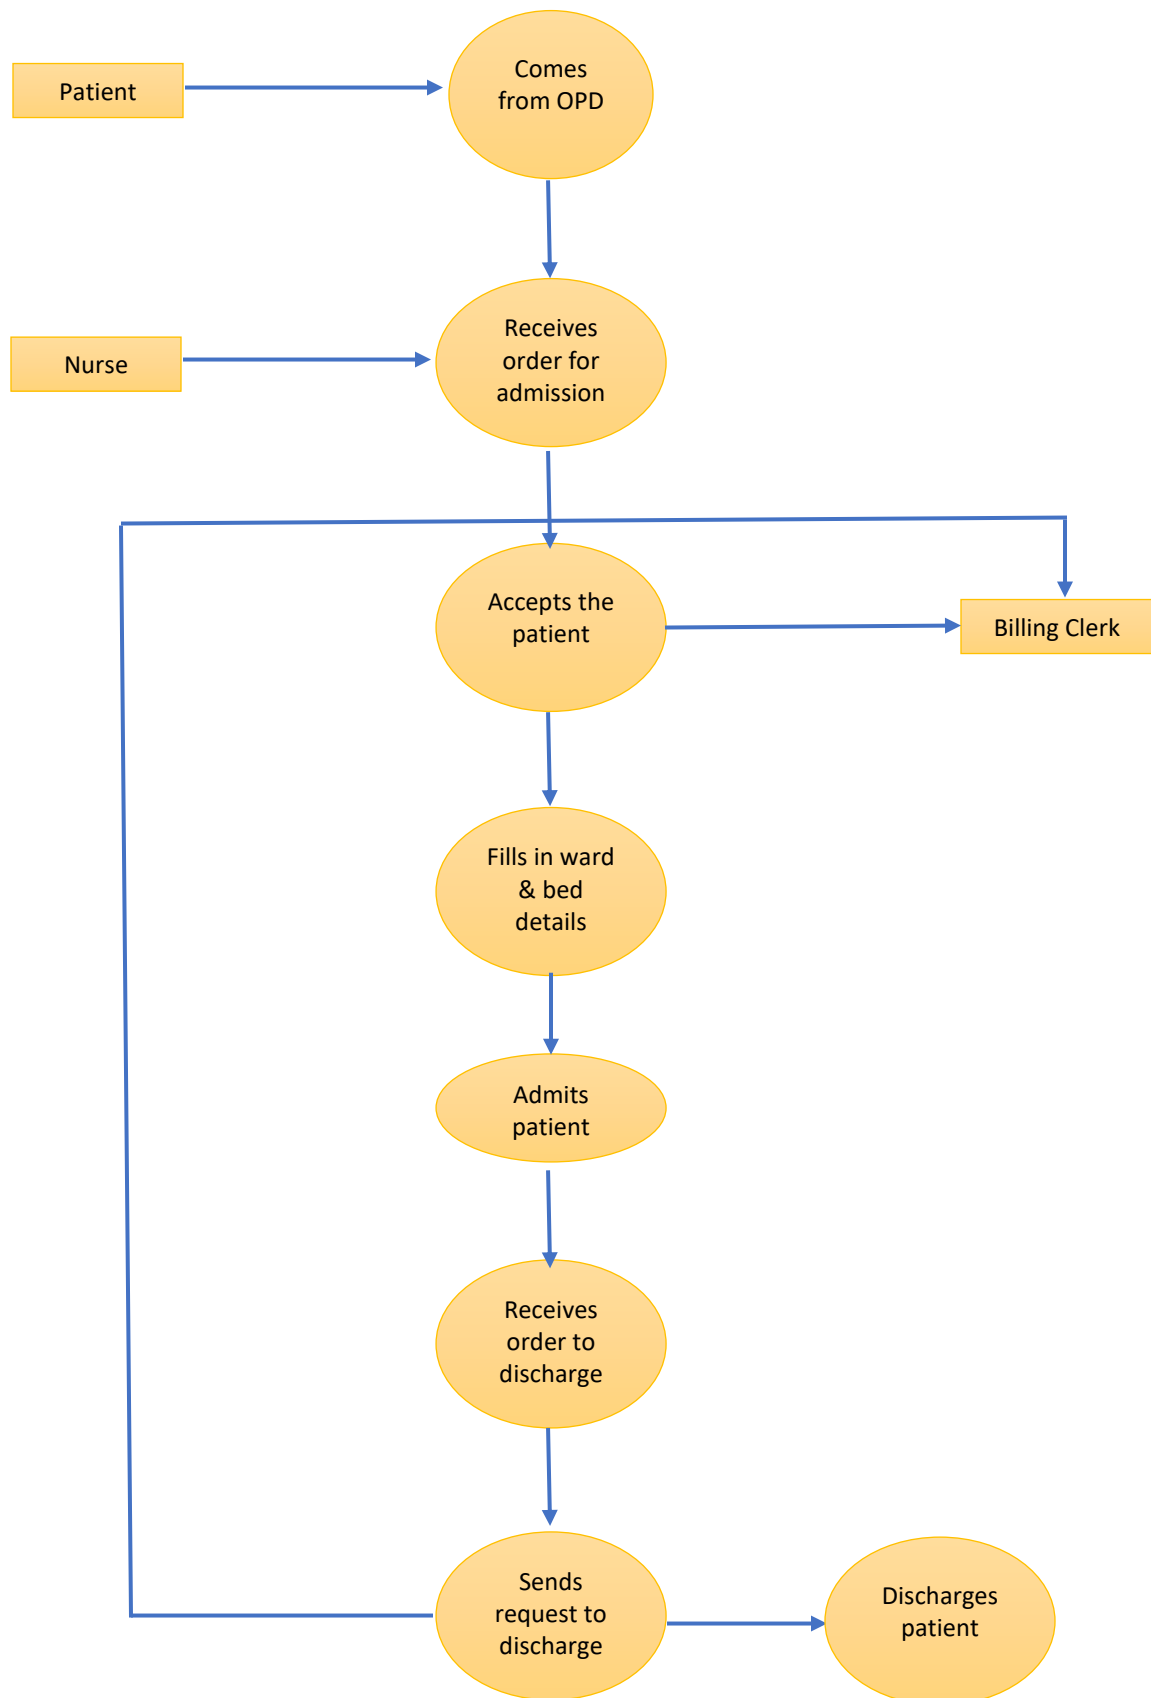 Patient
Comes
from OPD
Nurse
Receives
order for
admission
Accepts the
patient
Billing Clerk
Fills in ward
& bed
details
Admits
patient
Receives
order to
discharge
Sends
request to
discharge
Discharges
patient